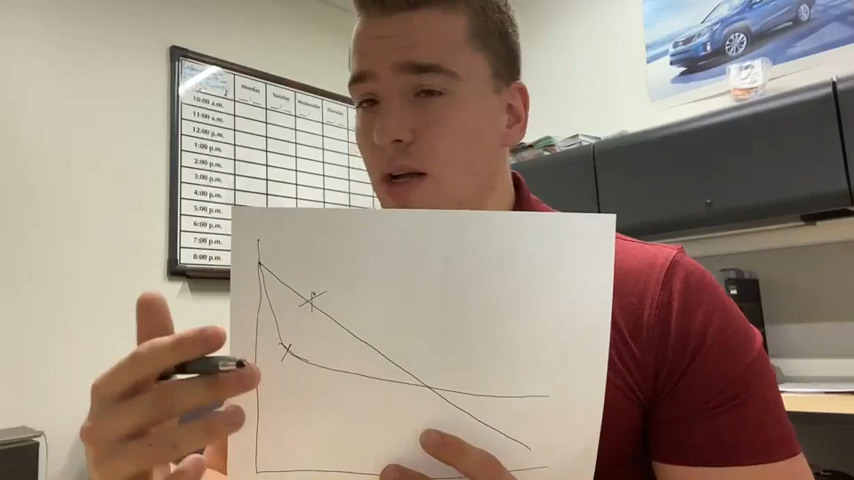 Monday
Tuesday
Wednesday
Thursday
10:00 a.m.
11:00 a.m.
12:00 p.m.
1:00 p.m.
2:00 p.m.
3:00 p.m.
4:00 p.m.
5:00 p.m.
6:00 p.m.
7:00 p.m.
8:00 p.m.